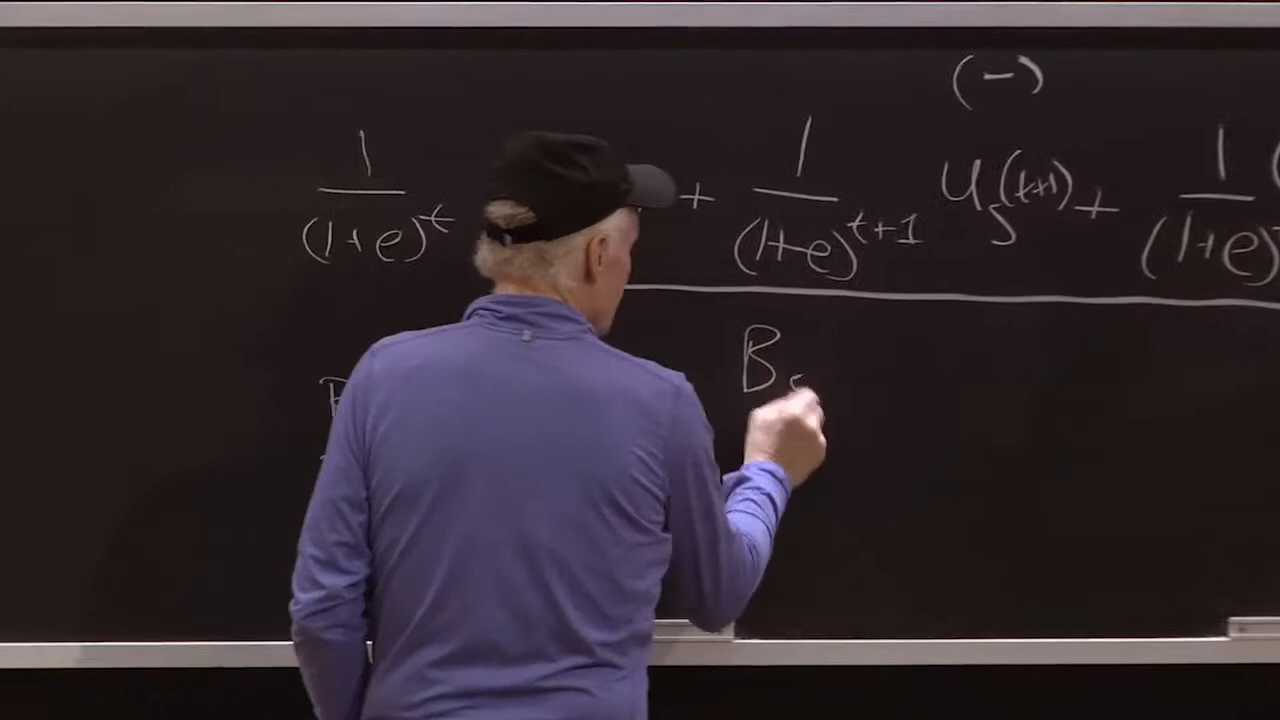 (-)
1/(1+e)^t + 1/(1+e)^{t+1} U_S(t+1) + 1/(1+e)
B